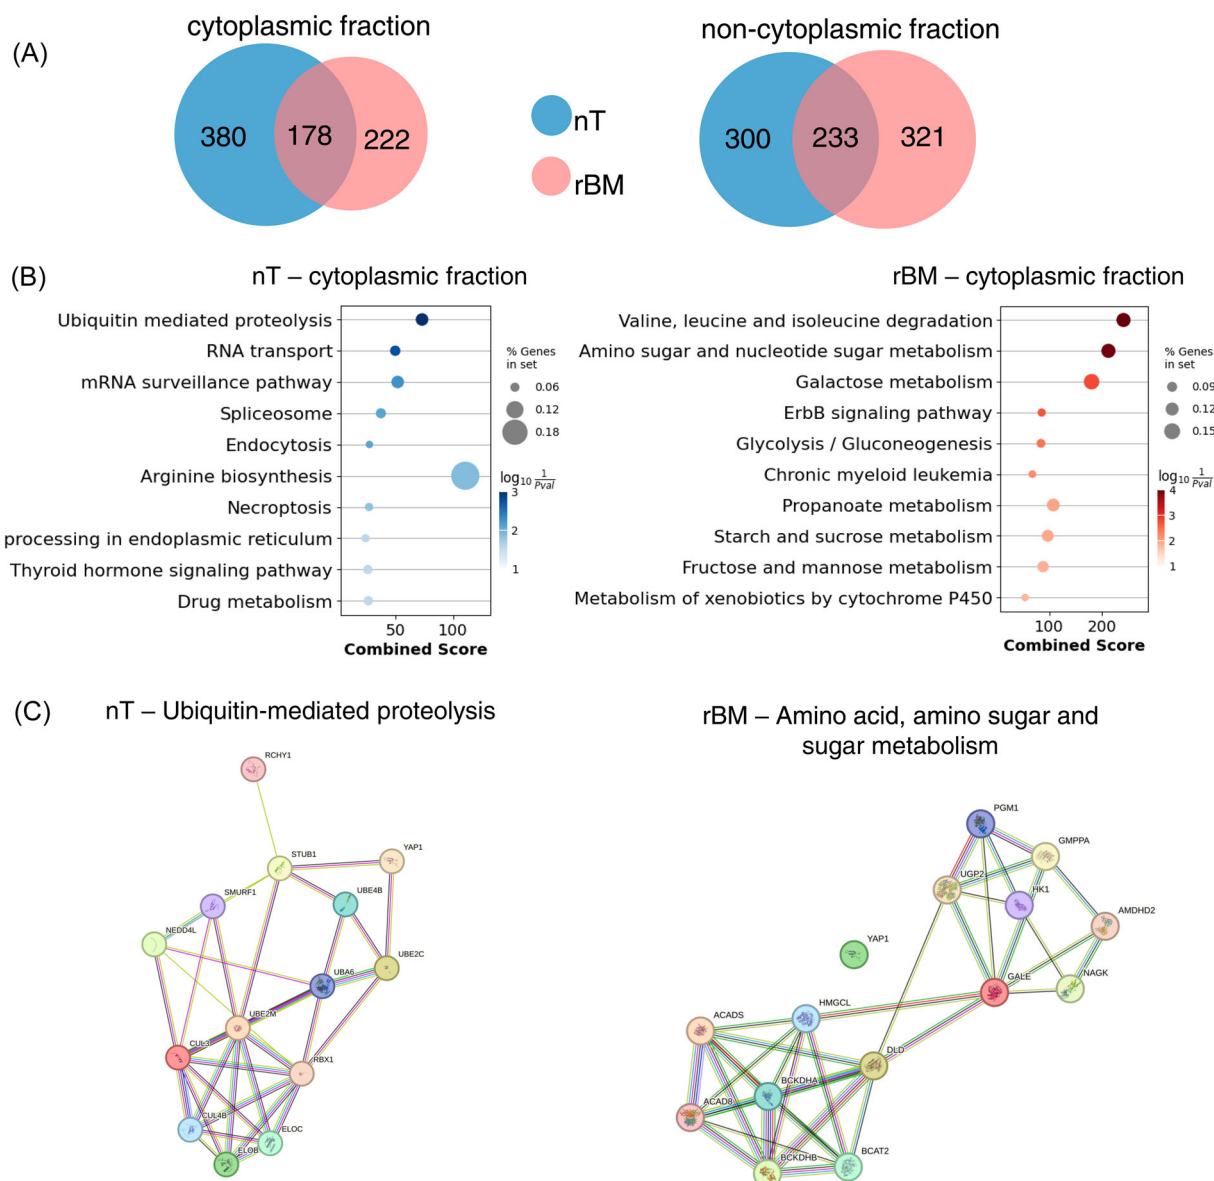 (A)
cytoplasmic fraction
non-cytoplasmic fraction
380
178
222
nT
rBM
300
233
321
(B)
nT – cytoplasmic fraction
Ubiquitin mediated proteolysis
RNA transport
mRNA surveillance pathway
Spliceosome
Endocytosis
Arginine biosynthesis
Necroptosis
processing in endoplasmic reticulum
Thyroid hormone signaling pathway
Drug metabolism
50
100
Combined Score
% Genes
in set
0.06
0.12
0.18
log10 1/Pval
3
2
1
rBM – cytoplasmic fraction
Valine, leucine and isoleucine degradation
Amino sugar and nucleotide sugar metabolism
Galactose metabolism
ErbB signaling pathway
Glycolysis / Gluconeogenesis
Chronic myeloid leukemia
Propanoate metabolism
Starch and sucrose metabolism
Fructose and mannose metabolism
Metabolism of xenobiotics by cytochrome P450
100
200
Combined Score
% Genes
in set
0.09
0.12
0.15
log10 1/Pval
4
3
2
1
(C)
nT – Ubiquitin-mediated proteolysis
RCHY1
STUB1
YAP1
SMURF1
UBE4B
NEDD4L
UBE2C
UBA6
UBE2M
CUL3
RBX1
CUL4B
ELOC
ELOB
rBM – Amino acid, amino sugar and
sugar metabolism
PGM1
GMPPA
UGP2
HK1
AMDHD2
YAP1
GALE
NAGK
HMGCL
ACADS
DLD
BCKDHA
ACAD8
BCKDHB
BCAT2